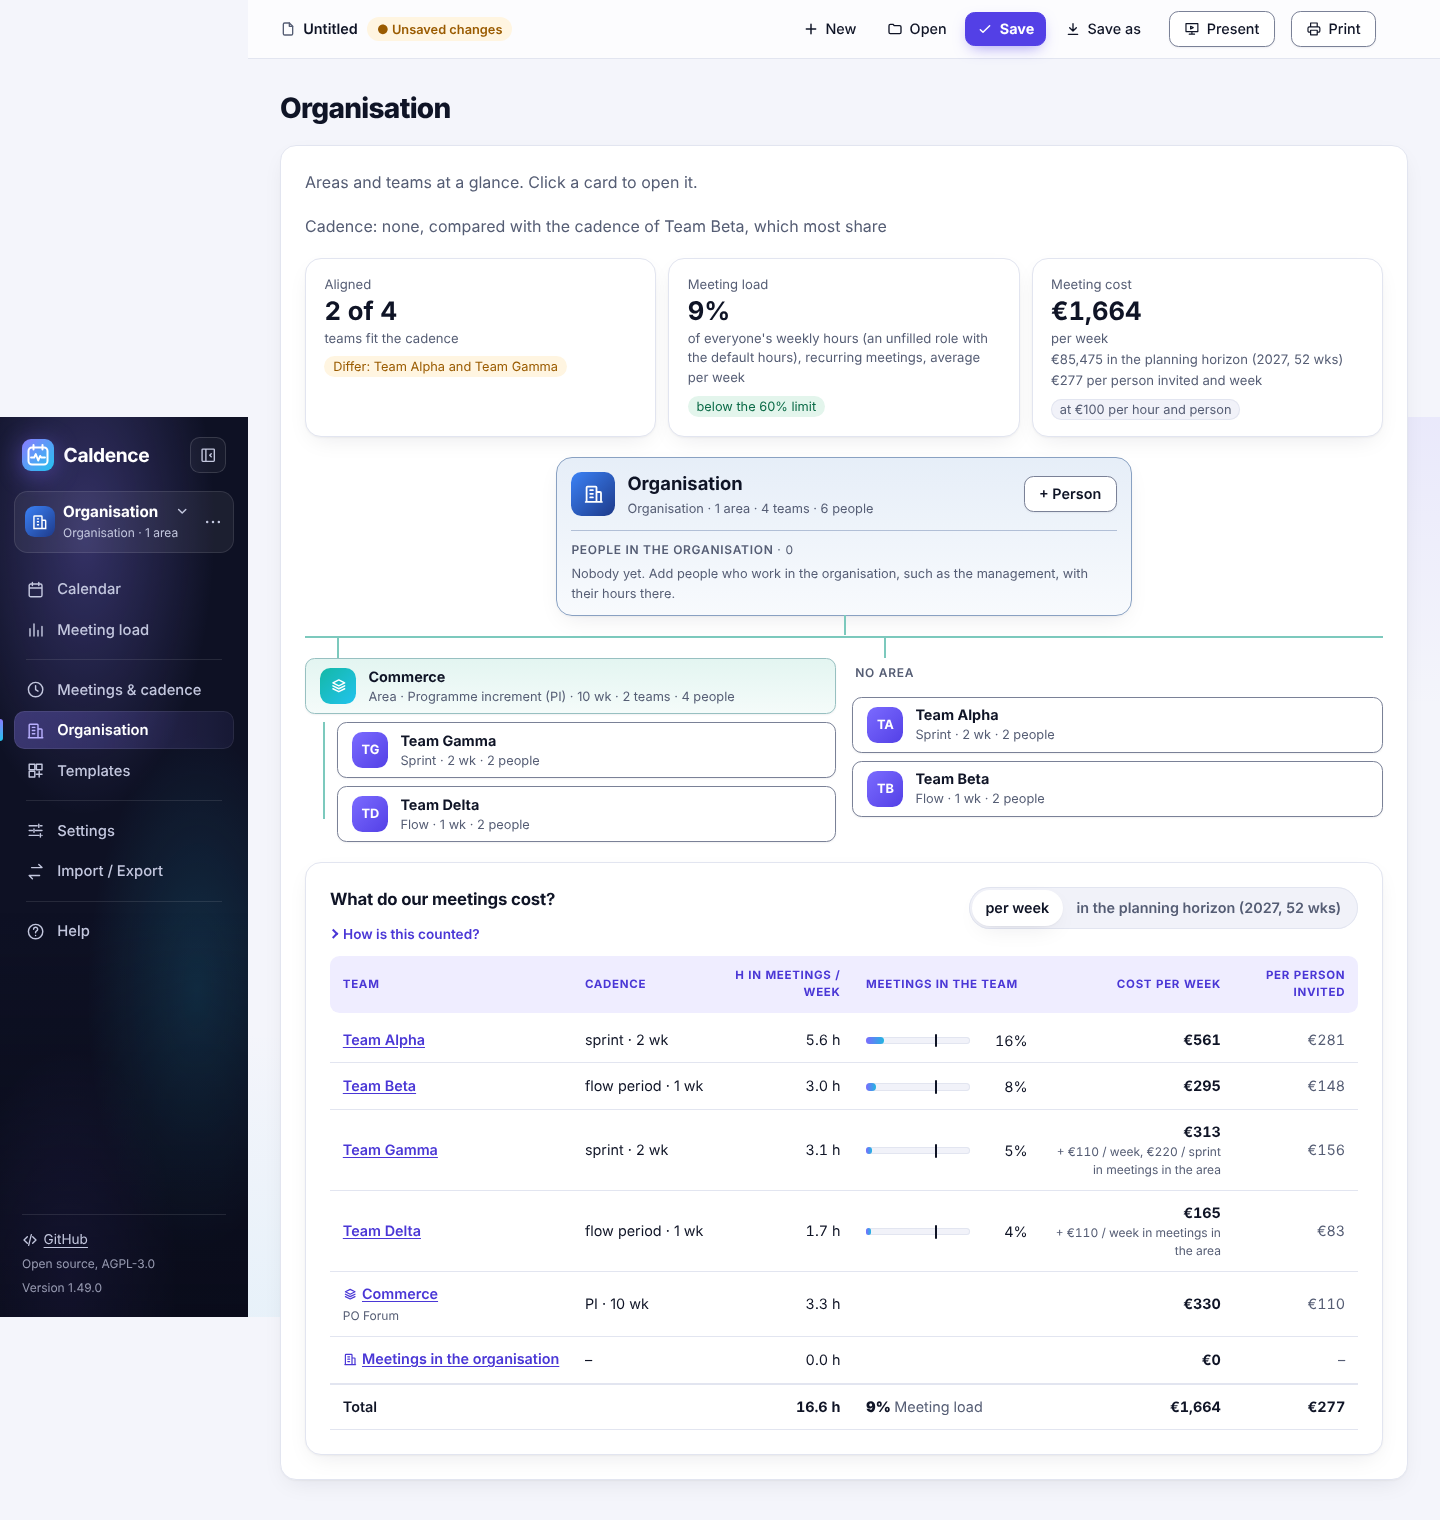 Untitled
Unsaved changes
New
Open
Save
Save as
Present
Print
Organisation
Areas and teams at a glance. Click a card to open it.
Cadence: none, compared with the cadence of Team Beta, which most share
Aligned
2 of 4
teams fit the cadence
Differ: Team Alpha and Team Gamma
Meeting load
9%
of everyone's weekly hours (an unfilled role with
the default hours), recurring meetings, average
per week
below the 60% limit
Meeting cost
€1,664
per week
€85,475 in the planning horizon (2027, 52 wks)
€277 per person invited and week
at €100 per hour and person
Caldence
Organisation
Organisation · 1 area
Calendar
Meeting load
Meetings & cadence
Organisation
Templates
Settings
Import / Export
Help
GitHub
Open source, AGPL-3.0
Version 1.49.0
Organisation
Organisation · 1 area · 4 teams · 6 people
+ Person
PEOPLE IN THE ORGANISATION · 0
Nobody yet. Add people who work in the organisation, such as the management, with
their hours there.
Commerce
Area · Programme increment (PI) · 10 wk · 2 teams · 4 people
TG
Team Gamma
Sprint · 2 wk · 2 people
TD
Team Delta
Flow · 1 wk · 2 people
NO AREA
TA
Team Alpha
Sprint · 2 wk · 2 people
TB
Team Beta
Flow · 1 wk · 2 people
What do our meetings cost?
How is this counted?
per week
in the planning horizon (2027, 52 wks)
TEAM
CADENCE
H IN MEETINGS /
WEEK
MEETINGS IN THE TEAM
COST PER WEEK
PER PERSON
INVITED
Team Alpha
sprint · 2 wk
5.6 h
16%
€561
€281
Team Beta
flow period · 1 wk
3.0 h
8%
€295
€148
Team Gamma
sprint · 2 wk
3.1 h
5%
€313
+ €110 / week, €220 / sprint
in meetings in the area
€156
Team Delta
flow period · 1 wk
1.7 h
4%
€165
+ €110 / week in meetings in
the area
€83
Commerce
PO Forum
PI · 10 wk
3.3 h
€330
€110
Meetings in the organisation
–
0.0 h
€0
–
Total
16.6 h
9% Meeting load
€1,664
€277